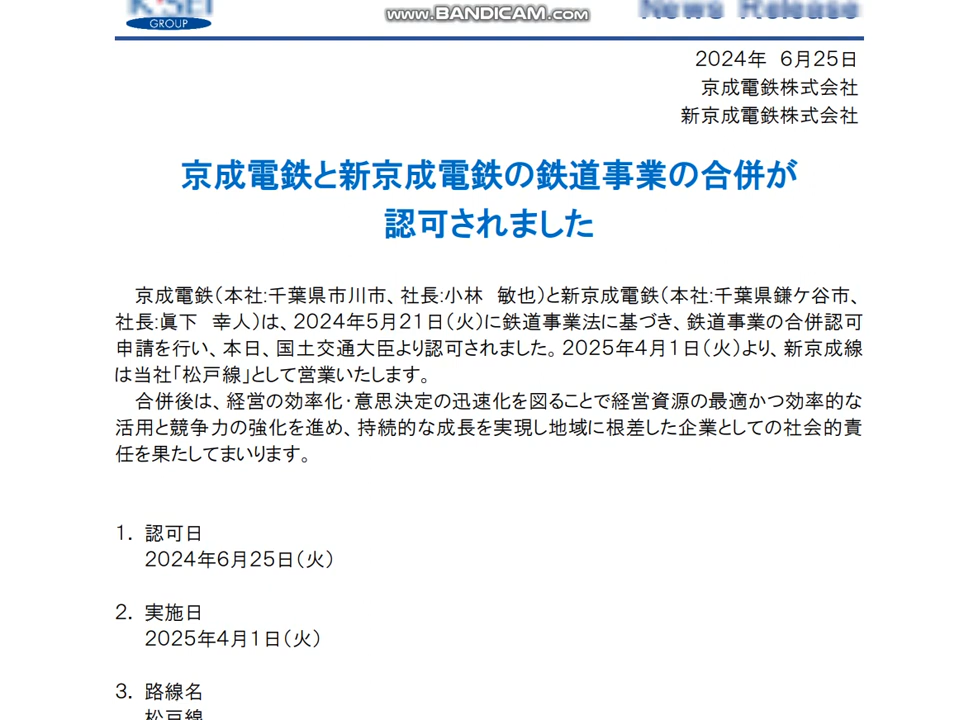 KEISEI
GROUP
www.BANDICAM.com
News Release
2024年 6月25日
京成電鉄株式会社
新京成電鉄株式会社
京成電鉄と新京成電鉄の鉄道事業の合併が
認可されました
京成電鉄(本社:千葉県市川市、社長:小林 敏也)と新京成電鉄(本社:千葉県鎌ケ谷市、
社長:眞下 幸人)は、2024年5月21日(火)に鉄道事業法に基づき、鉄道事業の合併認可
申請を行い、本日、国土交通大臣より認可されました。2025年4月1日(火)より、新京成線
は当社「松戸線」として営業いたします。
合併後は、経営の効率化・意思決定の迅速化を図ることで経営資源の最適かつ効率的な
活用と競争力の強化を進め、持続的な成長を実現し地域に根差した企業としての社会的責
任を果たしてまいります。
1. 認可日
2024年6月25日(火)
2. 実施日
2025年4月1日(火)
3. 路線名
松戸線